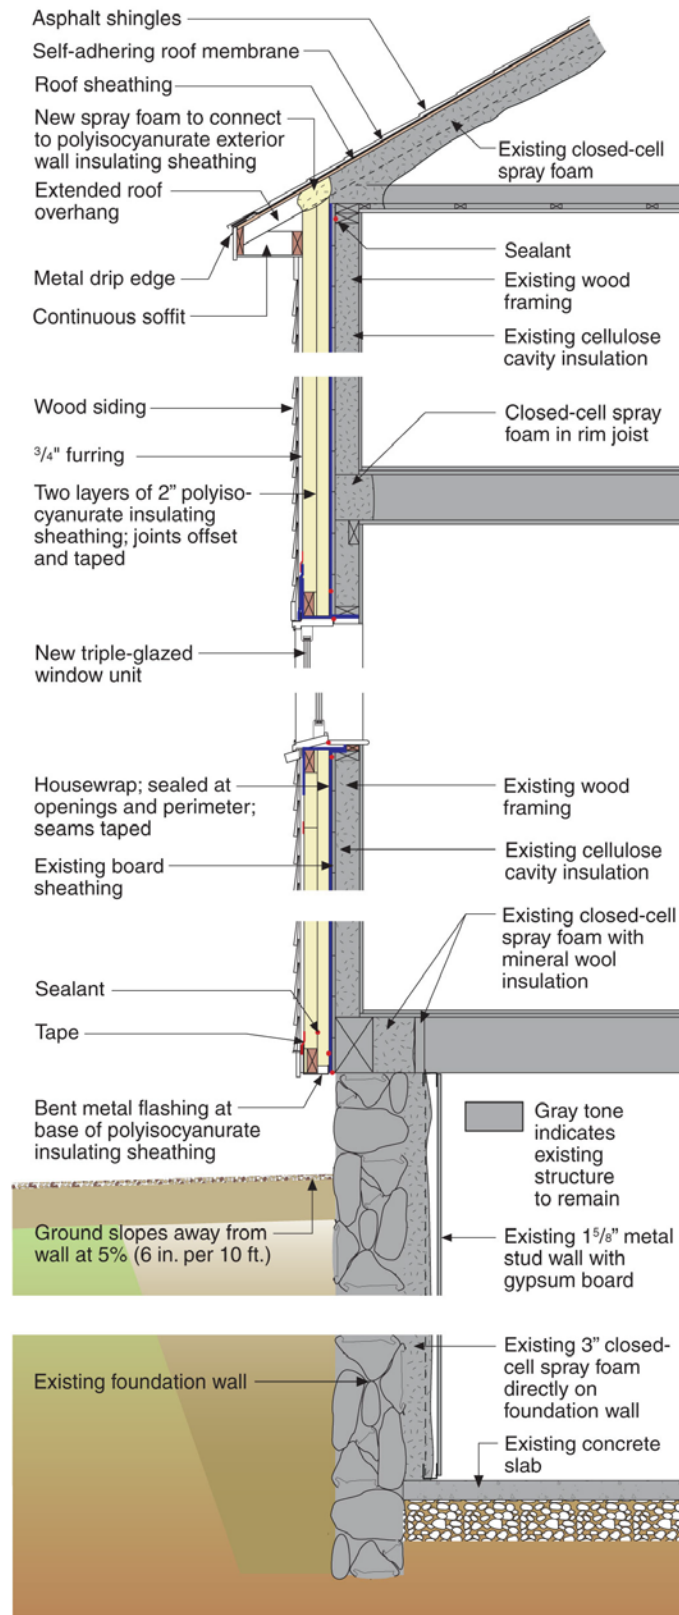 Asphalt shingles
Self-adhering roof membrane
Roof sheathing
New spray foam to connect
to polyisocyanurate exterior
wall insulating sheathing
Existing closed-cell
spray foam
Extended roof
overhang
Sealant
Metal drip edge
Existing wood
framing
Continuous soffit
Existing cellulose
cavity insulation
Wood siding
Closed-cell spray
foam in rim joist
3/4" furring
Two layers of 2” polyiso-
cyanurate insulating
sheathing; joints offset
and taped
New triple-glazed
window unit
Housewrap; sealed at
openings and perimeter;
seams taped
Existing wood
framing
Existing board
sheathing
Existing cellulose
cavity insulation
Existing closed-cell
spray foam with
mineral wool
insulation
Sealant
Tape
Bent metal flashing at
base of polyisocyanurate
insulating sheathing
Gray tone
indicates
existing
structure
to remain
Ground slopes away from
wall at 5% (6 in. per 10 ft.)
Existing 15/8” metal
stud wall with
gypsum board
Existing 3” closed-
cell spray foam
directly on
foundation wall
Existing foundation wall
Existing concrete
slab